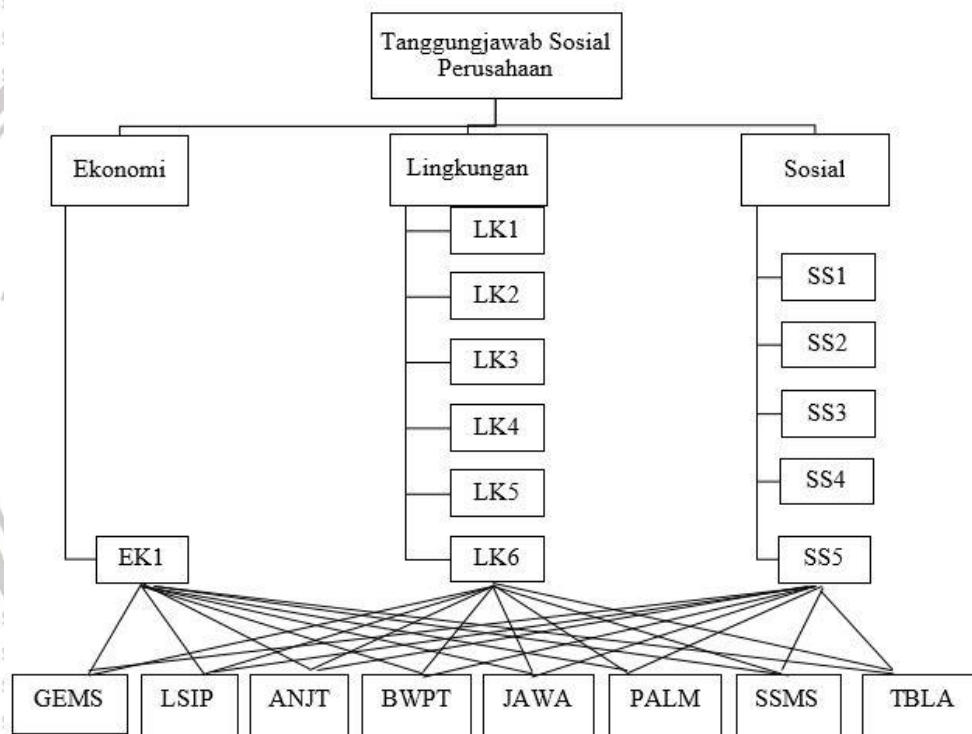 Tanggungjawab Sosial
Perusahaan
Ekonomi
Lingkungan
Sosial
LK1
LK2
LK3
LK4
LK5
LK6
SS1
SS2
SS3
SS4
SS5
EK1
GEMS
LSIP
ANJT
BWPT
JAWA
PALM
SSMS
TBLA